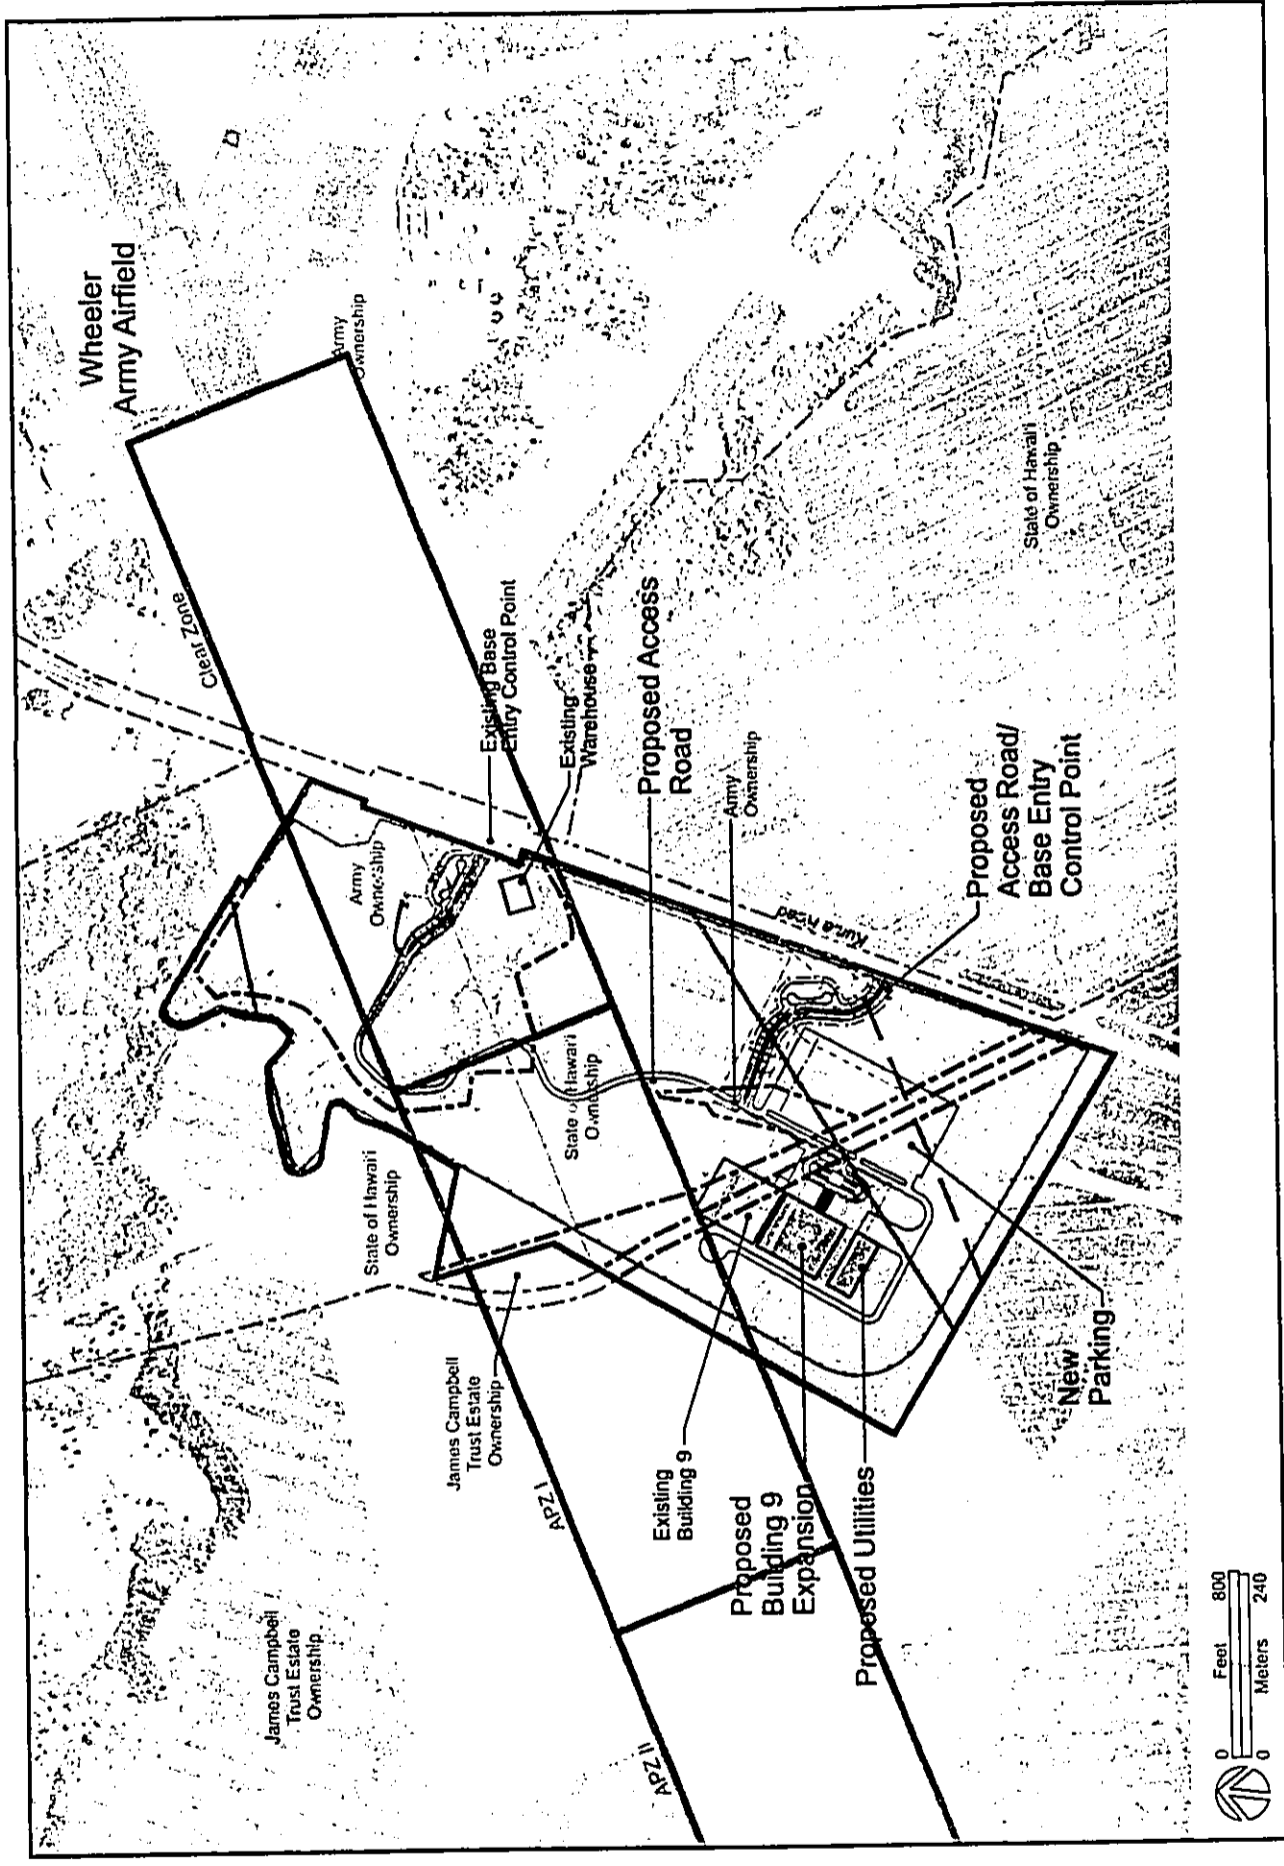 Wheeler
Army Airfield
Army
Ownership
Clear Zone
Existing Base
Entry Control Point
Existing
Warehouse
Proposed Access
Road
Army
Ownership
Army
Ownership
State of Hawai'i
Ownership
Proposed
Access Road/
Base Entry
Control Point
Kunia Road
State of Hawai'i
Ownership
State of Hawai'i
Ownership
James Campbell
Trust Estate
Ownership
APZ I
Existing
Building 9
Proposed
Building 9
Expansion
Proposed Utilities
New
Parking
James Campbell
Trust Estate
Ownership
APZ II
0
Feet
800
0
Meters
240